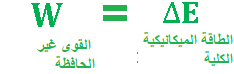 W = ΔE
الطاقة الميكانيكية
الكلية :
القوى غير
الحافظة